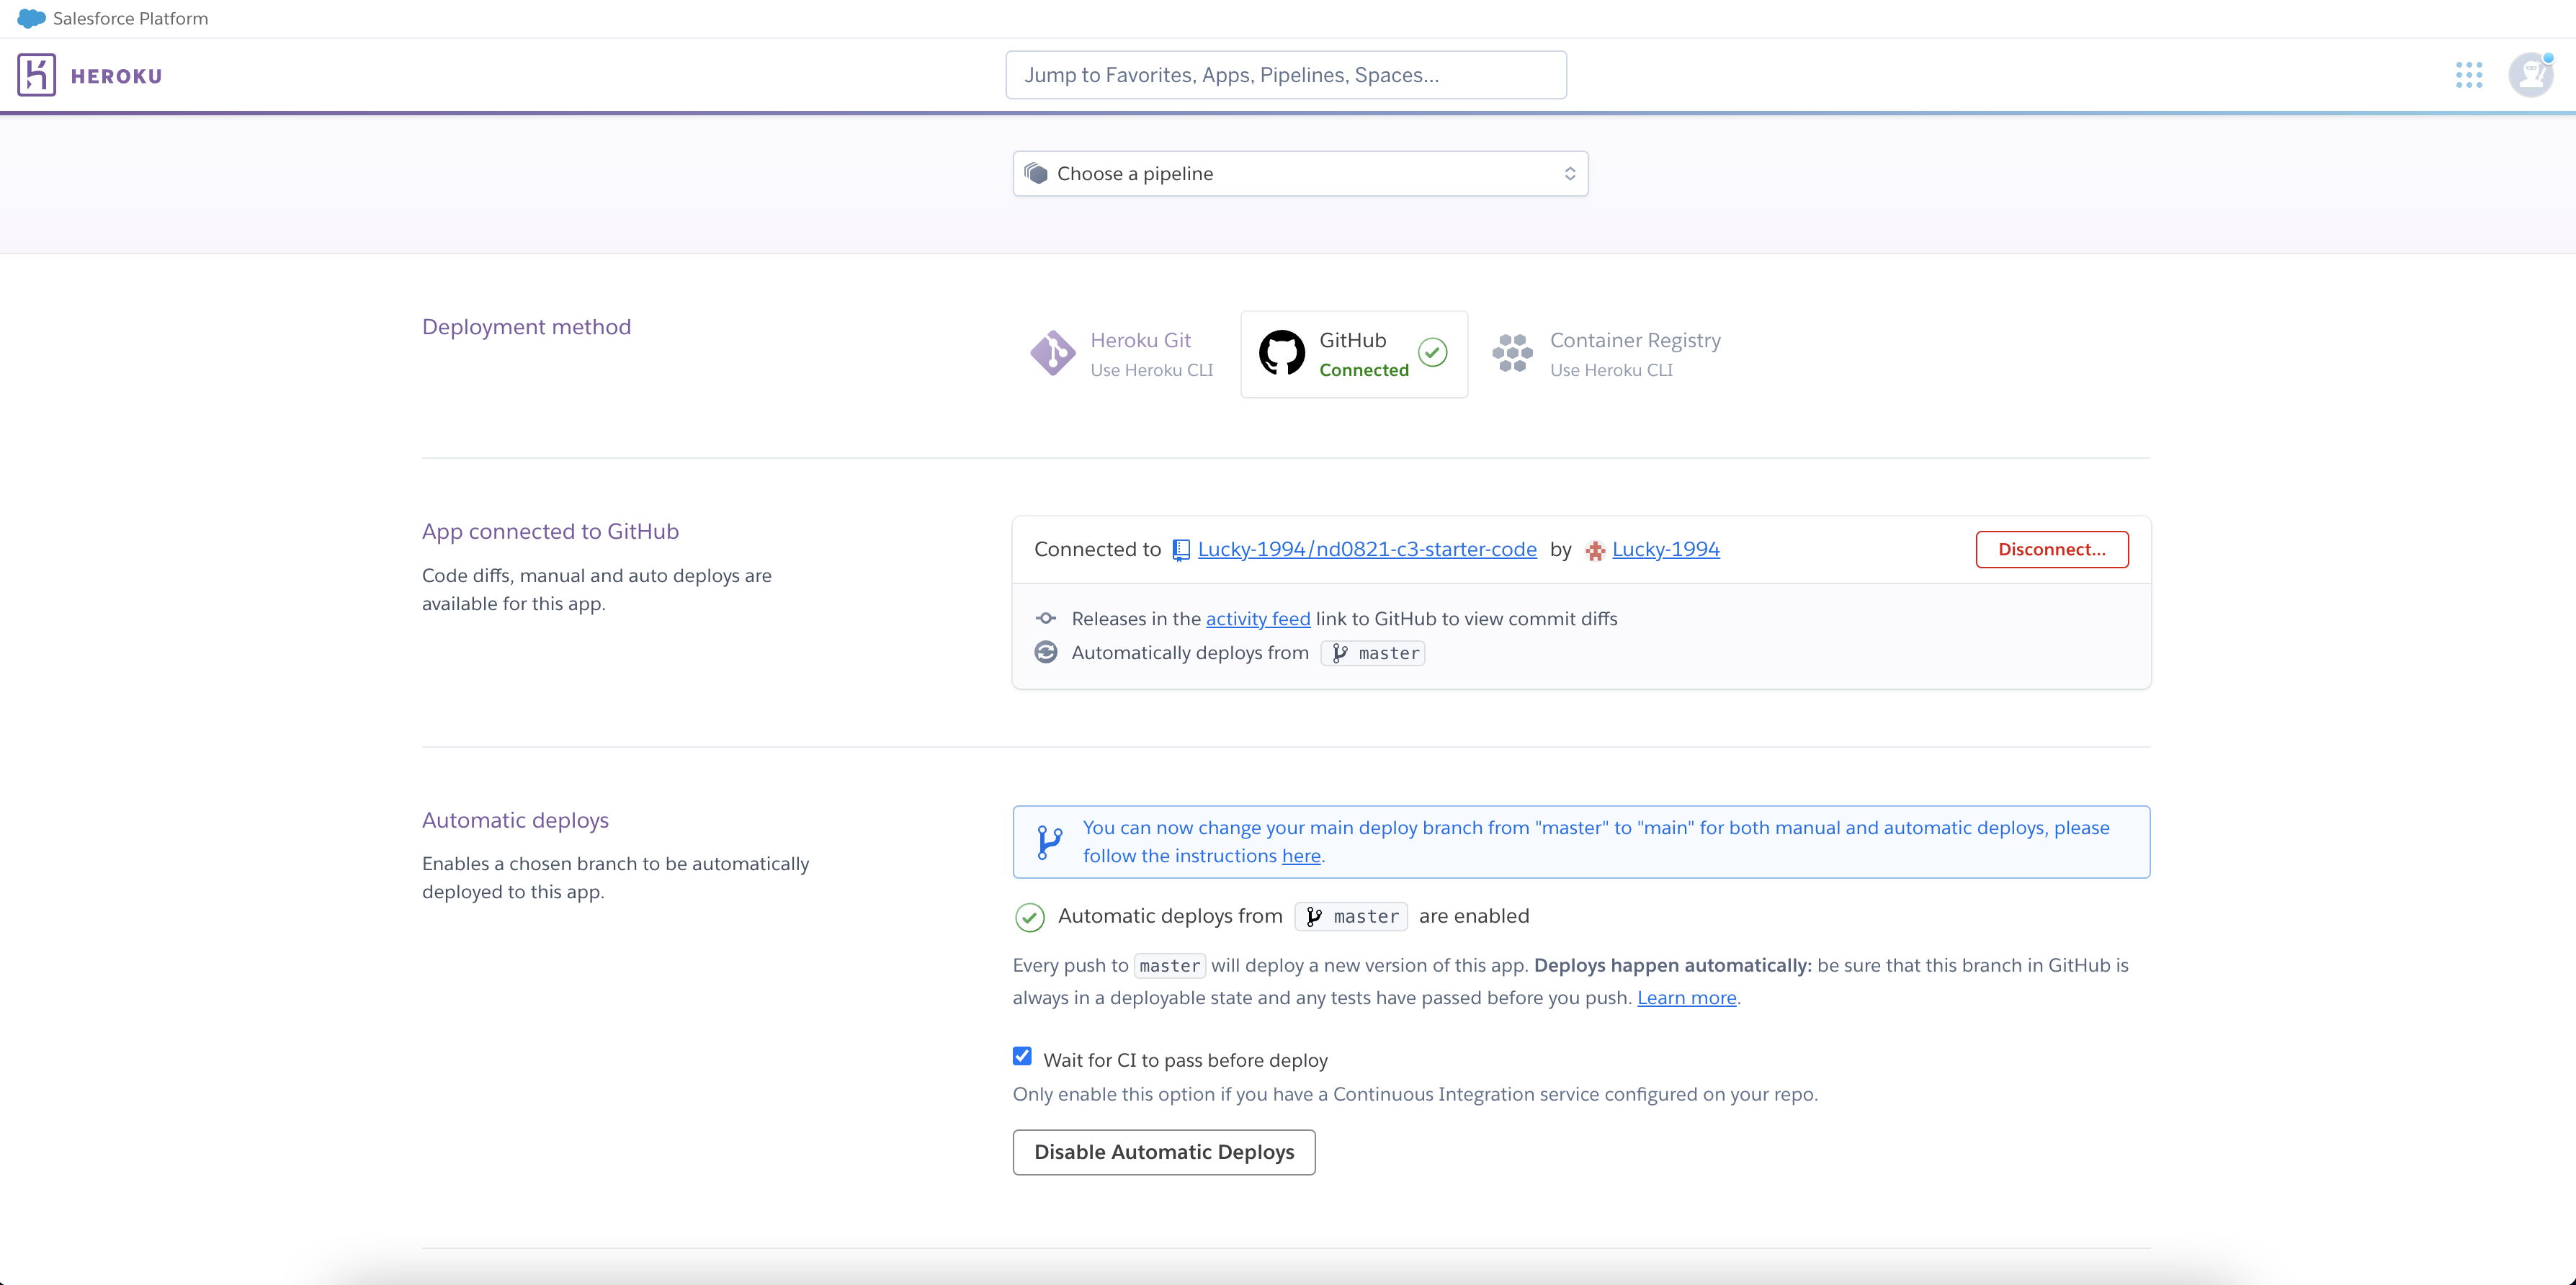 Salesforce Platform
HEROKU
Jump to Favorites, Apps, Pipelines, Spaces...
Choose a pipeline
Deployment method
Heroku Git
Use Heroku CLI
GitHub
Connected
Container Registry
Use Heroku CLI
App connected to GitHub
Code diffs, manual and auto deploys are
available for this app.
Connected to Lucky-1994/nd0821-c3-starter-code by Lucky-1994
Disconnect...
Releases in the activity feed link to GitHub to view commit diffs
Automatically deploys from master
Automatic deploys
Enables a chosen branch to be automatically
deployed to this app.
You can now change your main deploy branch from "master" to "main" for both manual and automatic deploys, please
follow the instructions here.
Automatic deploys from master are enabled
Every push to master will deploy a new version of this app. Deploys happen automatically: be sure that this branch in GitHub is
always in a deployable state and any tests have passed before you push. Learn more.
Wait for CI to pass before deploy
Only enable this option if you have a Continuous Integration service configured on your repo.
Disable Automatic Deploys